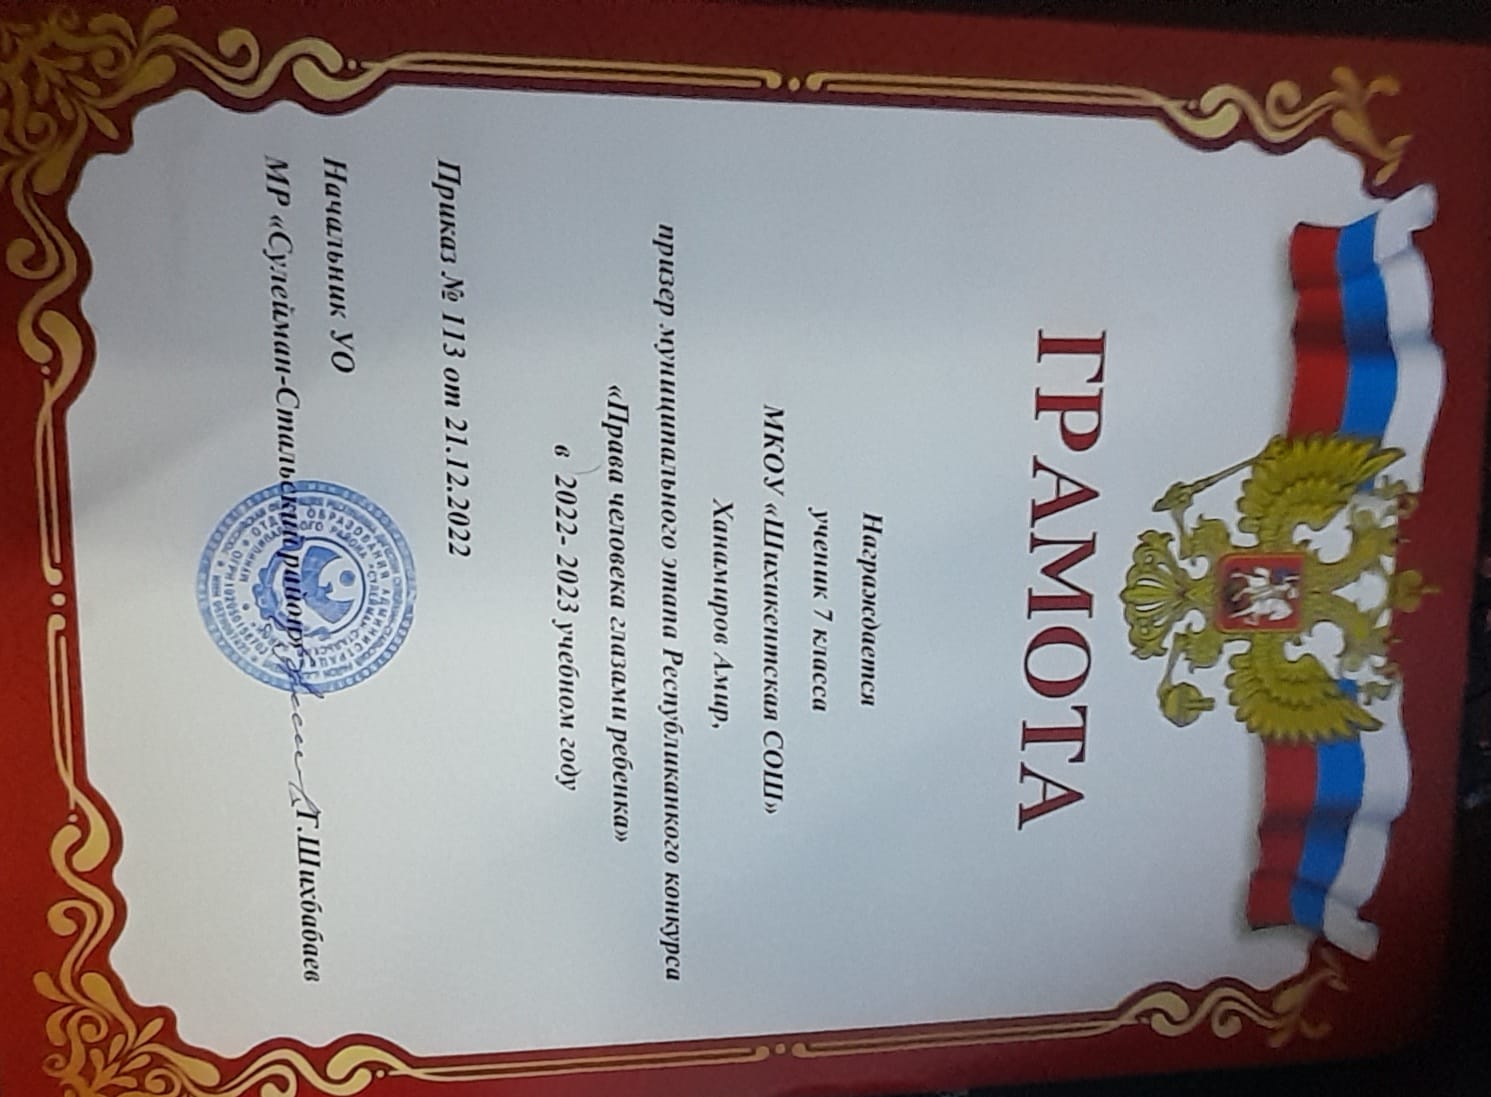 ГРАМОТА
Награждается
ученик 7 класса
МКОУ «Шихикентская СОШ»
Ханамиров Амир,
призер муниципального этапа Республиканкого конкурса
«Права человека глазами ребенка»
в 2022- 2023 учебном году
Приказ № 113 от 21.12.2022
Начальник УО
МР «Сулейман-Стальский район» Т.Шихбабаев